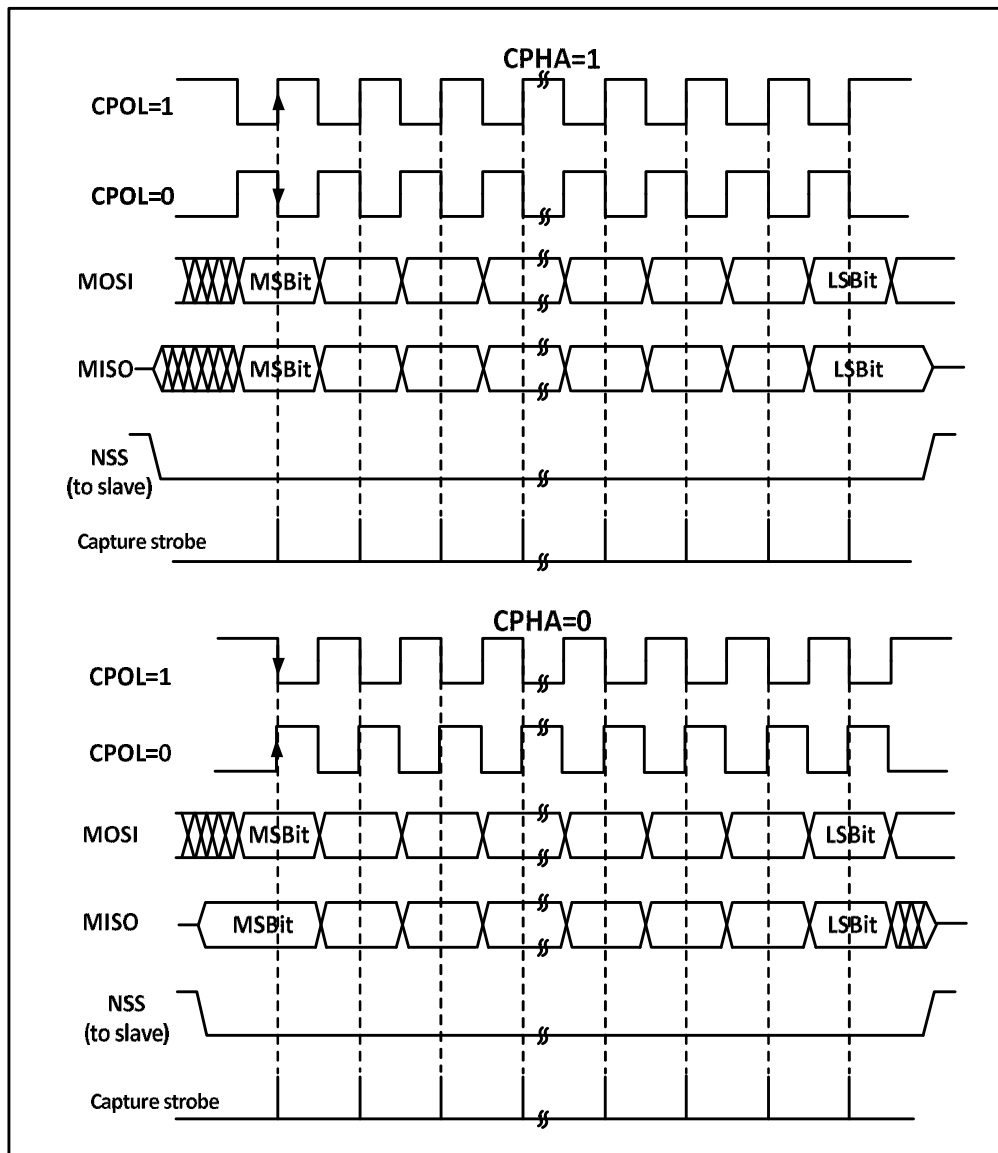 CPHA=1
CPOL=1
CPOL=0
MOSI
MSBit
LSBit
MISO
MSBit
LSBit
NSS
(to slave)
Capture strobe
CPHA=0
CPOL=1
CPOL=0
MOSI
MSBit
LSBit
MISO
MSBit
LSBit
NSS
(to slave)
Capture strobe